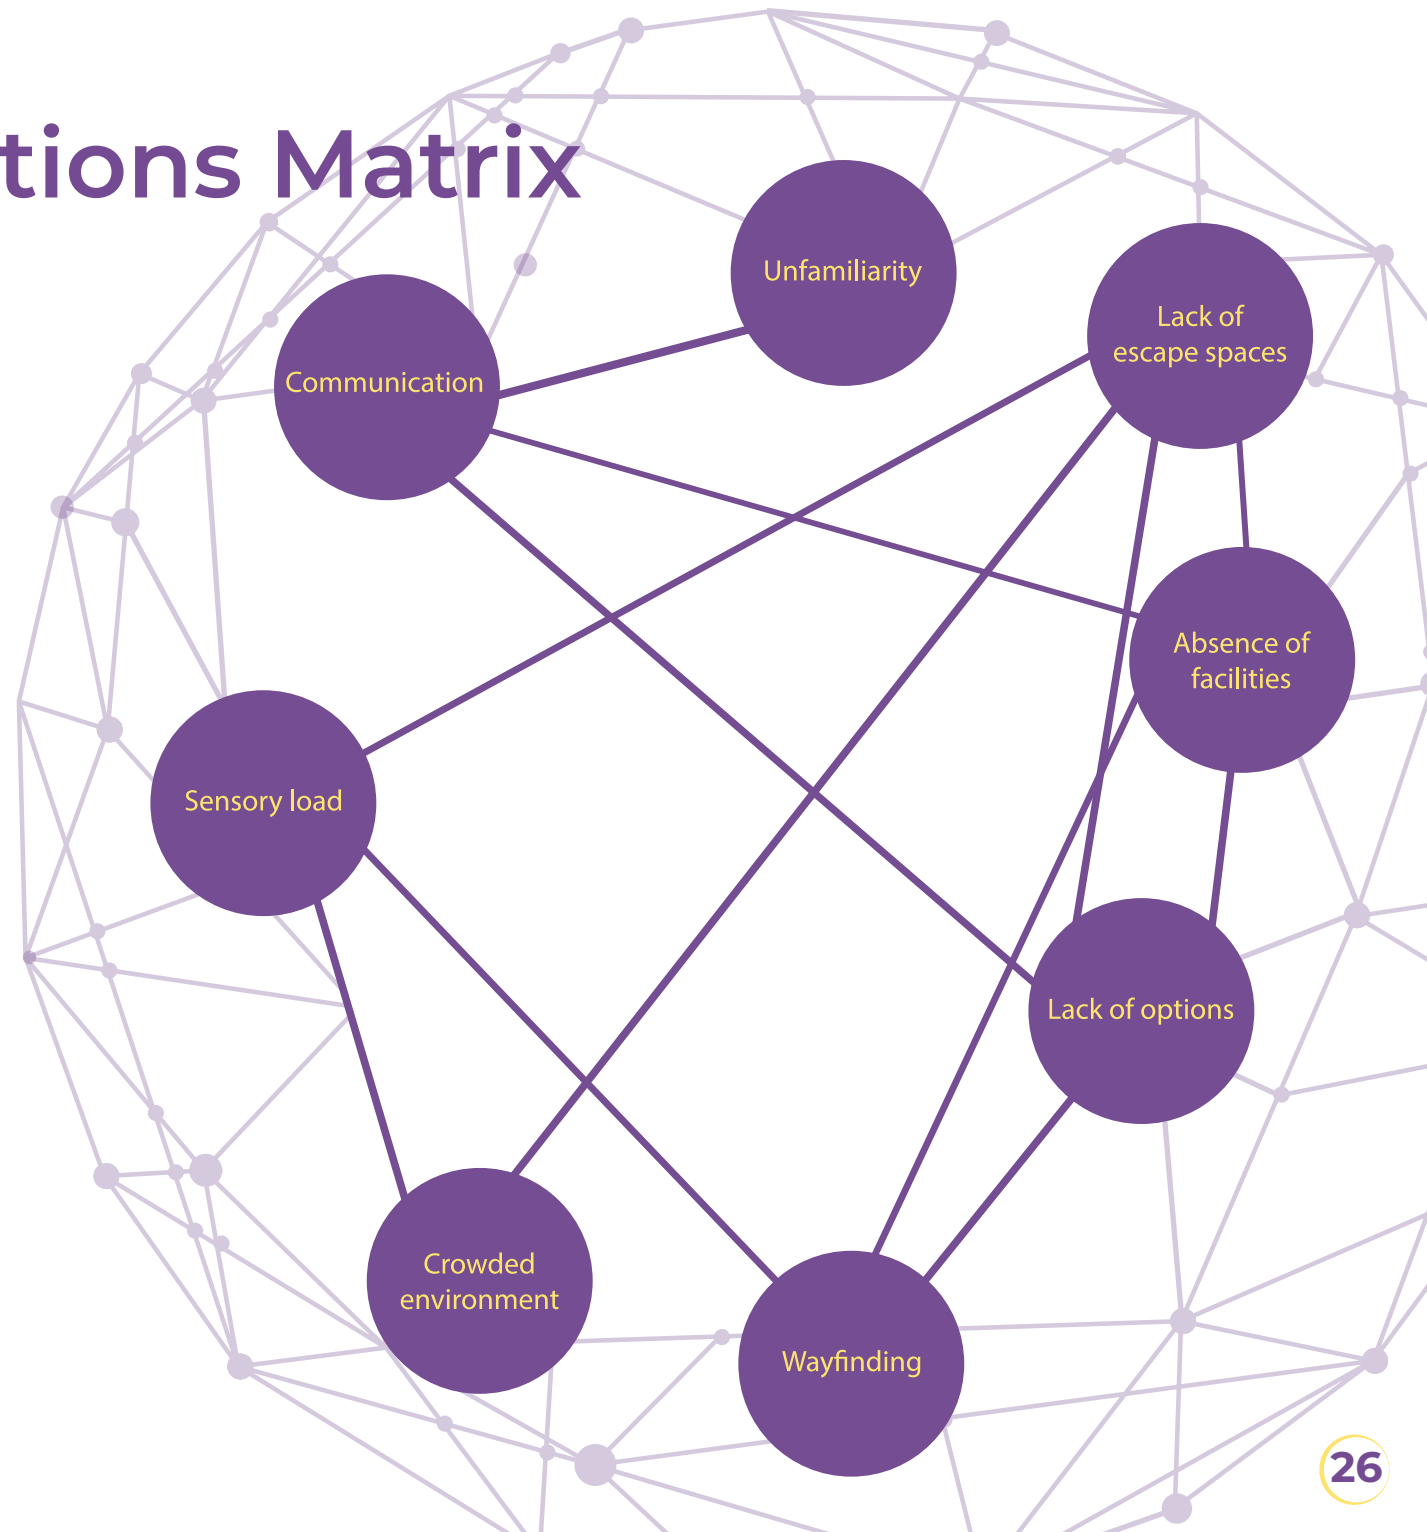 tions Matrix
Unfamiliarity
Lack of
escape spaces
Communication
Absence of
facilities
Sensory load
Lack of options
Crowded
environment
Wayfinding
26